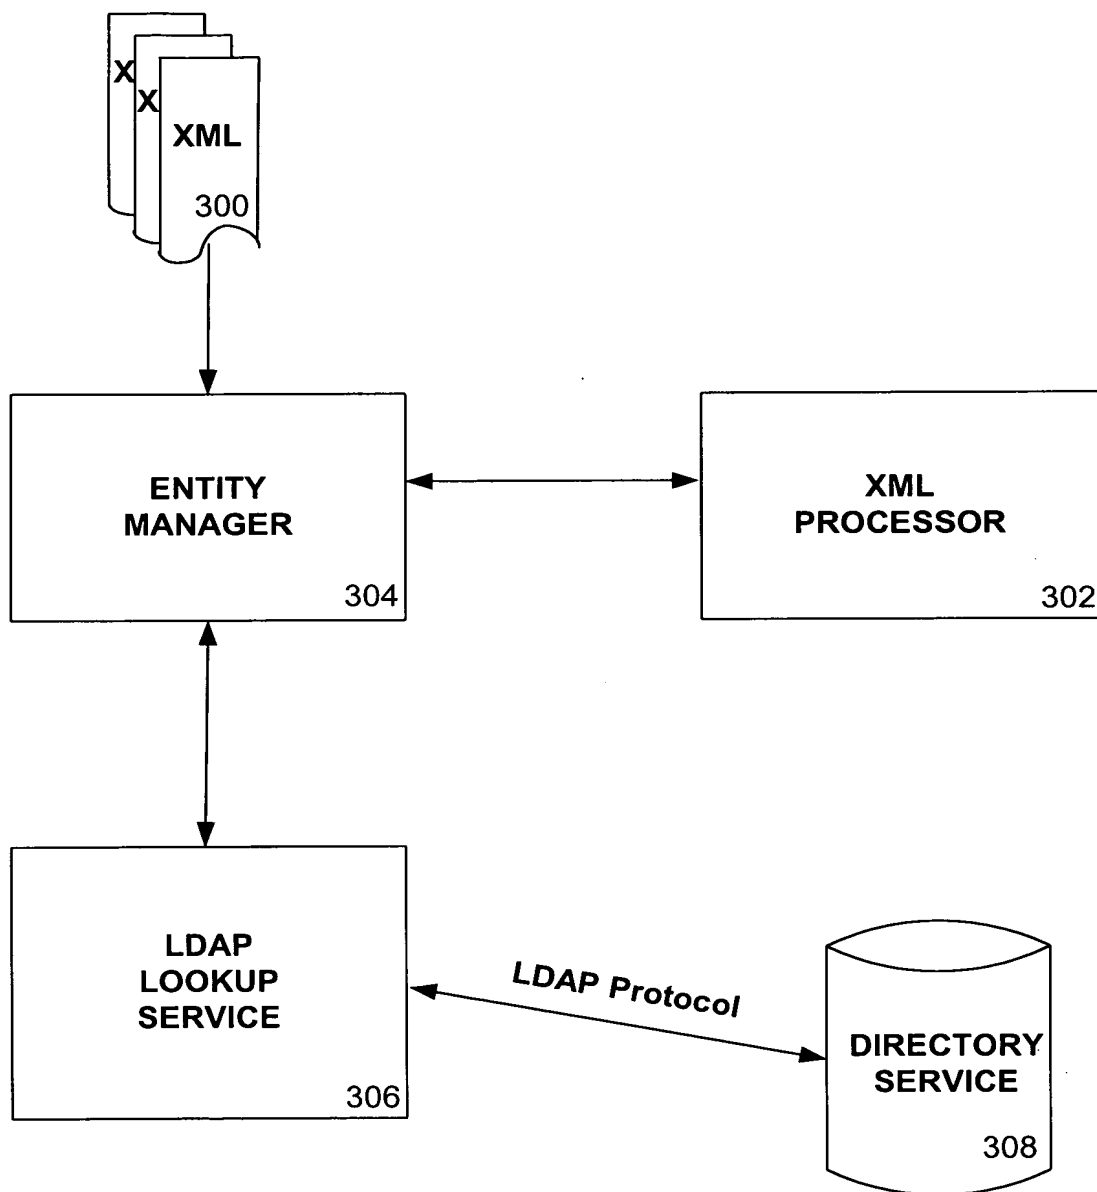 X
X
XML
300
ENTITY
MANAGER
304
XML
PROCESSOR
302
LDAP
LOOKUP
SERVICE
306
LDAP Protocol
DIRECTORY
SERVICE
308